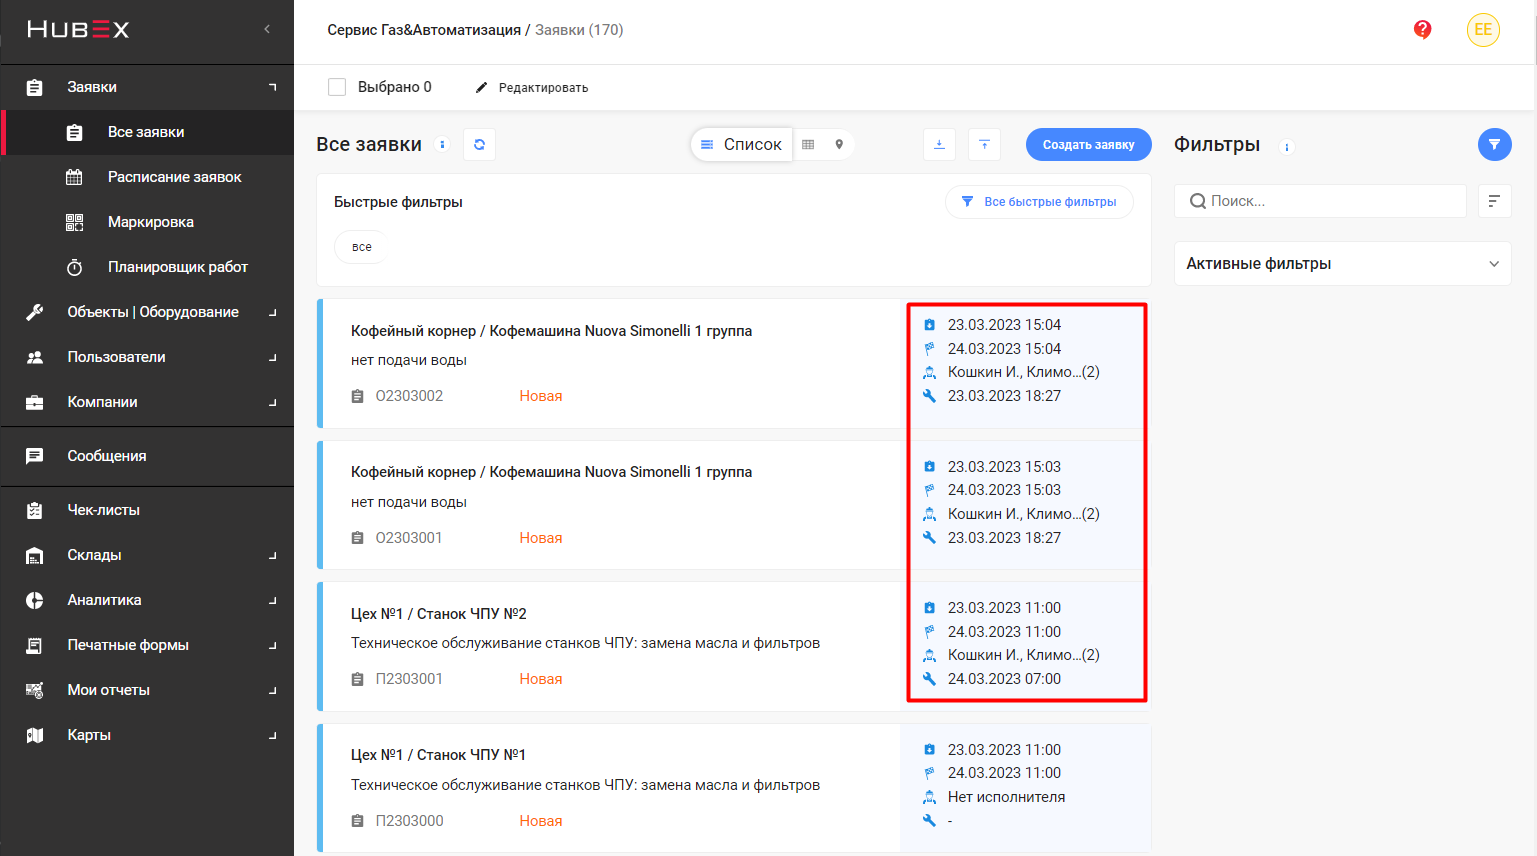 HUBEX
Заявки
Все заявки
Расписание заявок
Маркировка
Планировщик работ
Объекты | Оборудование
Пользователи
Компании
Сообщения
Чек-листы
Склады
Аналитика
Печатные формы
Мои отчеты
Карты
Сервис Газ&Автоматизация / Заявки (170)
EE
Выбрано 0
Редактировать
Все заявки
Список
Создать заявку
Быстрые фильтры
Все быстрые фильтры
все
Кофейный корнер / Кофемашина Nuova Simonelli 1 группа
нет подачи воды
О2303002
Новая
23.03.2023 15:04
24.03.2023 15:04
Кошкин И., Климо...(2)
23.03.2023 18:27
Кофейный корнер / Кофемашина Nuova Simonelli 1 группа
нет подачи воды
О2303001
Новая
23.03.2023 15:03
24.03.2023 15:03
Кошкин И., Климо...(2)
23.03.2023 18:27
Цех №1 / Станок ЧПУ №2
Техническое обслуживание станков ЧПУ: замена масла и фильтров
П2303001
Новая
23.03.2023 11:00
24.03.2023 11:00
Кошкин И., Климо...(2)
24.03.2023 07:00
Цех №1 / Станок ЧПУ №1
Техническое обслуживание станков ЧПУ: замена масла и фильтров
П2303000
Новая
23.03.2023 11:00
24.03.2023 11:00
Нет исполнителя
-
Фильтры
Поиск...
Активные фильтры